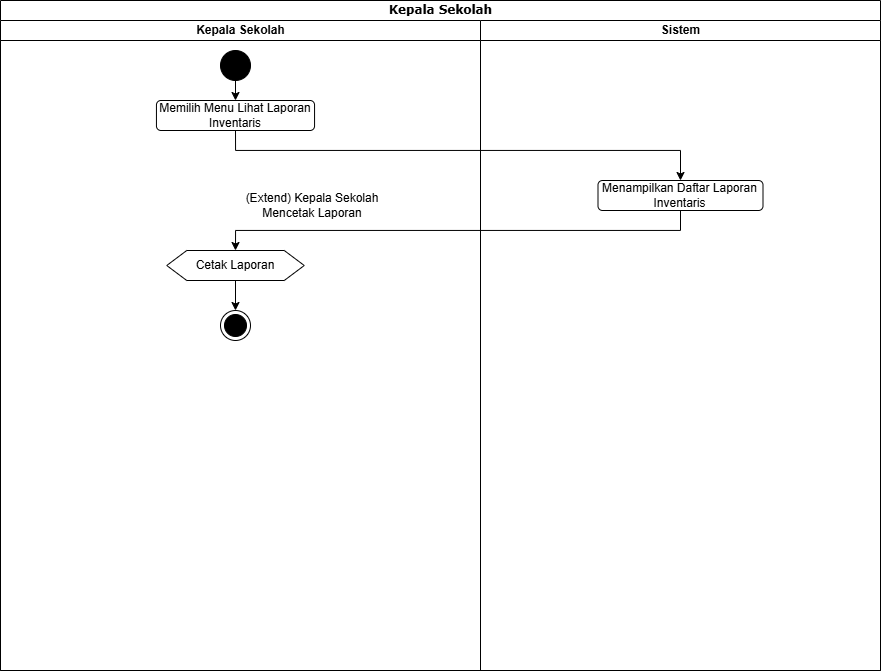 Kepala Sekolah
Kepala Sekolah
Sistem
Memilih Menu Lihat Laporan
Inventaris
Menampilkan Daftar Laporan
Inventaris
(Extend) Kepala Sekolah
Mencetak Laporan
Cetak Laporan